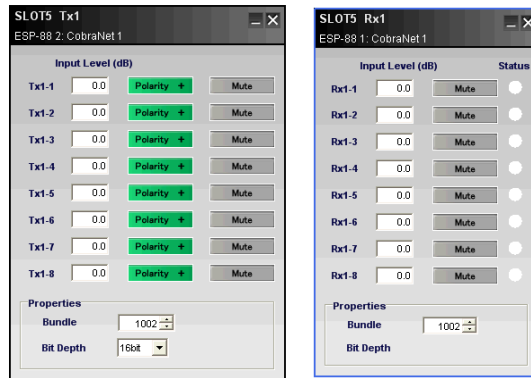 SLOT5 Tx1
ESP-88 2: CobraNet 1
Input Level (dB)
Tx1-1 0.0 Polarity + Mute
Tx1-2 0.0 Polarity + Mute
Tx1-3 0.0 Polarity + Mute
Tx1-4 0.0 Polarity + Mute
Tx1-5 0.0 Polarity + Mute
Tx1-6 0.0 Polarity + Mute
Tx1-7 0.0 Polarity + Mute
Tx1-8 0.0 Polarity + Mute
Properties
Bundle 1002
Bit Depth 16bit
SLOT5 Rx1
ESP-88 1: CobraNet 1
Input Level (dB) Status
Rx1-1 0.0 Mute
Rx1-2 0.0 Mute
Rx1-3 0.0 Mute
Rx1-4 0.0 Mute
Rx1-5 0.0 Mute
Rx1-6 0.0 Mute
Rx1-7 0.0 Mute
Rx1-8 0.0 Mute
Properties
Bundle 1002
Bit Depth